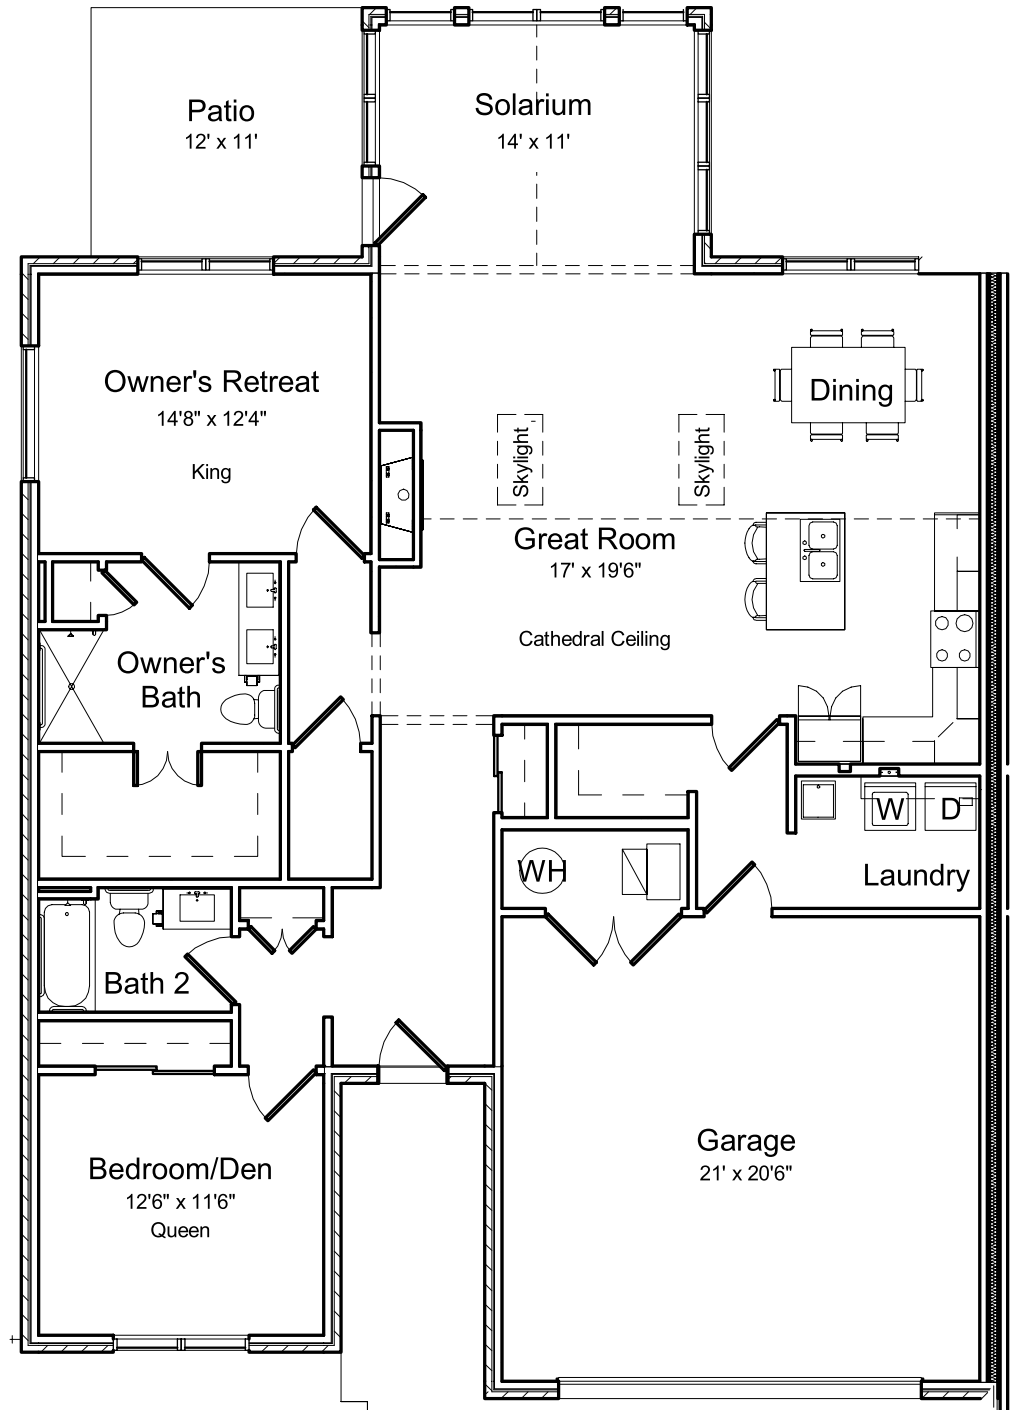 Patio
12' x 11'
Solarium
14' x 11'
Owner's Retreat
14'8" x 12'4"
King
Dining
Skylight
Skylight
Great Room
17' x 19'6"
Cathedral Ceiling
Owner's
Bath
W
D
WH
Laundry
Bath 2
Garage
21' x 20'6"
Bedroom/Den
12'6" x 11'6"
Queen